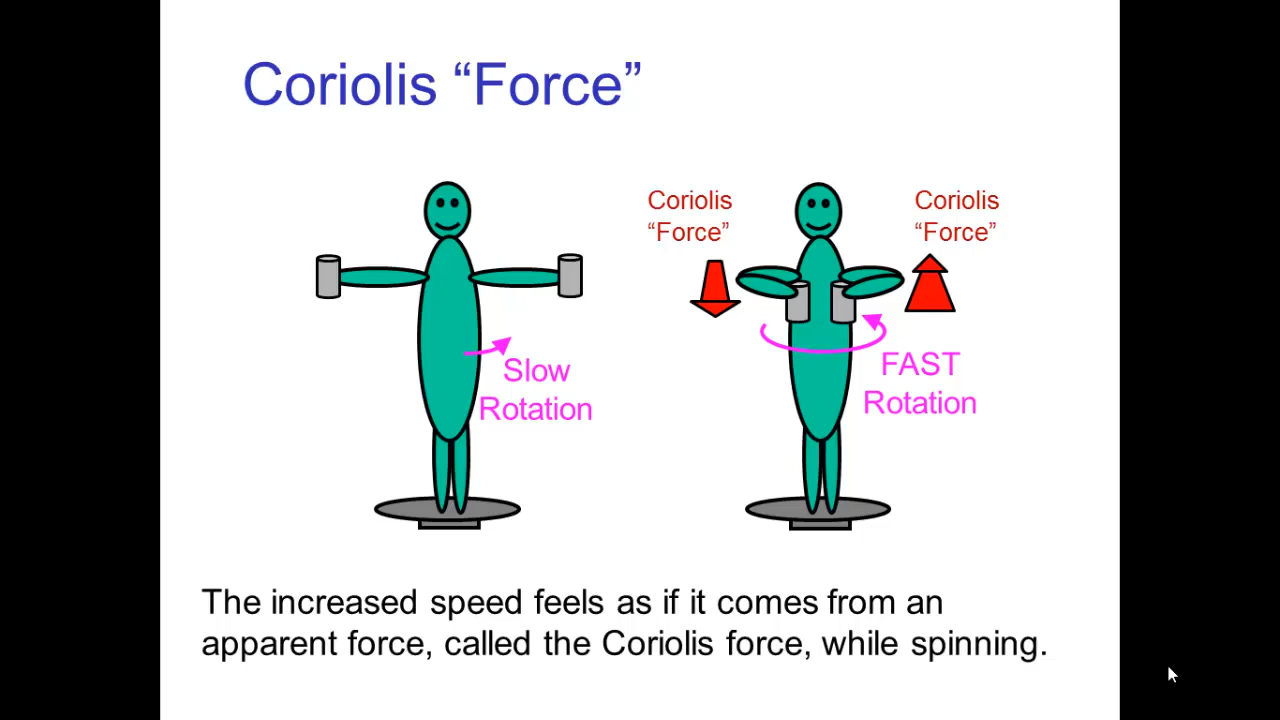 Coriolis “Force”
Coriolis
“Force”
Coriolis
“Force”
Slow
Rotation
FAST
Rotation
The increased speed feels as if it comes from an
apparent force, called the Coriolis force, while spinning.